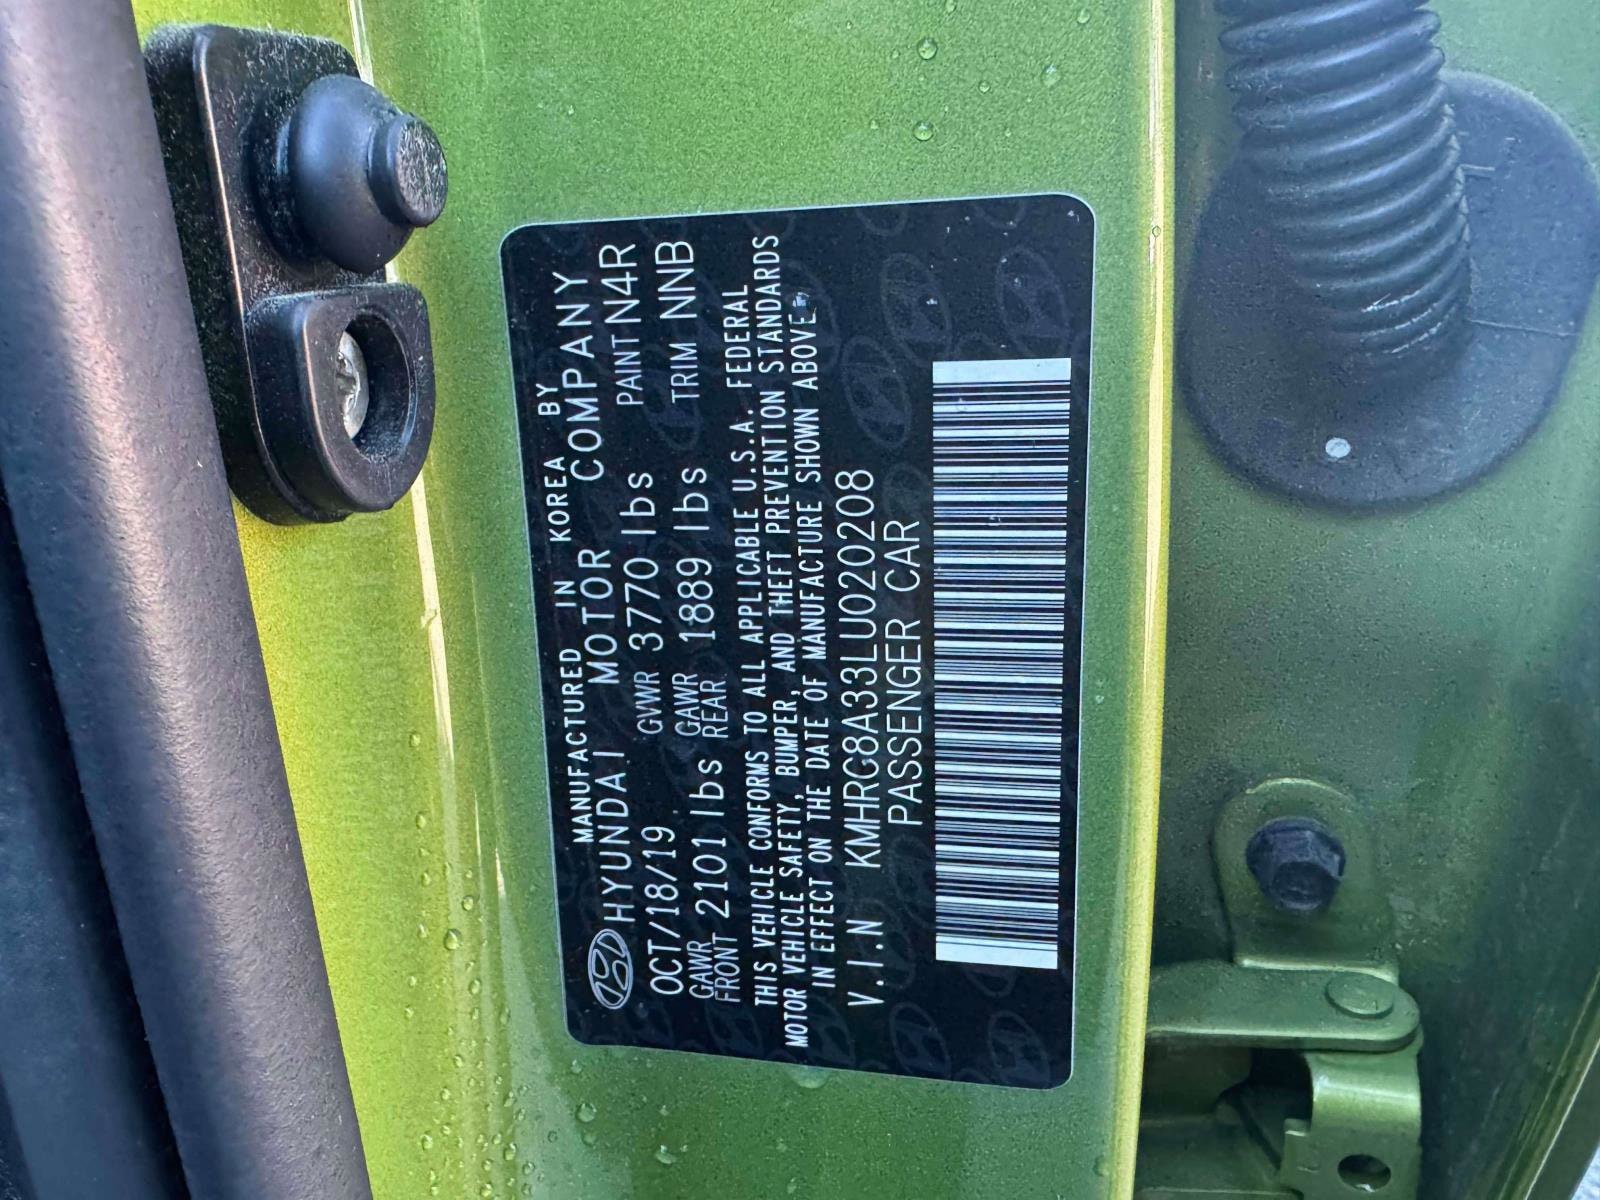 MANUFACTURED IN KOREA BY
HYUNDAI MOTOR COMPANY
OCT/18/19 GVWR 3770 lbs PAINT N4R
GAWR FRONT 2101 lbs GAWR REAR 1889 lbs TRIM NNB
THIS VEHICLE CONFORMS TO ALL APPLICABLE U.S.A. FEDERAL
MOTOR VEHICLE SAFETY, BUMPER, AND THEFT PREVENTION STANDARDS
IN EFFECT ON THE DATE OF MANUFACTURE SHOWN ABOVE.
V.I.N KMHRC8A33LU020208
PASSENGER CAR